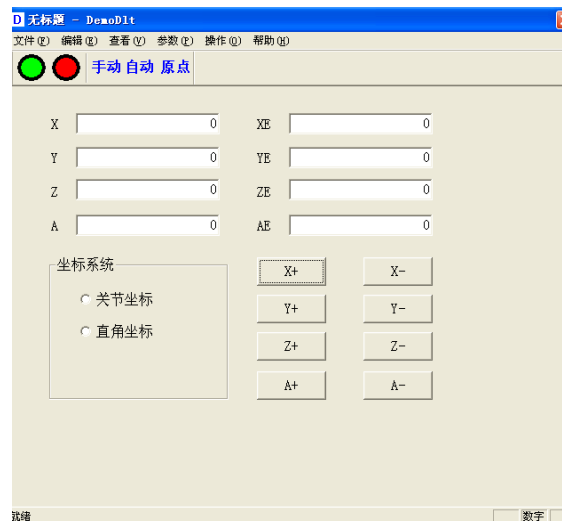 D 无标题 - DemoDlt
文件(F) 编辑(E) 查看(V) 参数(P) 操作(O) 帮助(H)
手动 自动 原点
X 0 XE 0
Y 0 YE 0
Z 0 ZE 0
A 0 AE 0
坐标系统
关节坐标
直角坐标
X+ X-
Y+ Y-
Z+ Z-
A+ A-
就绪 数字